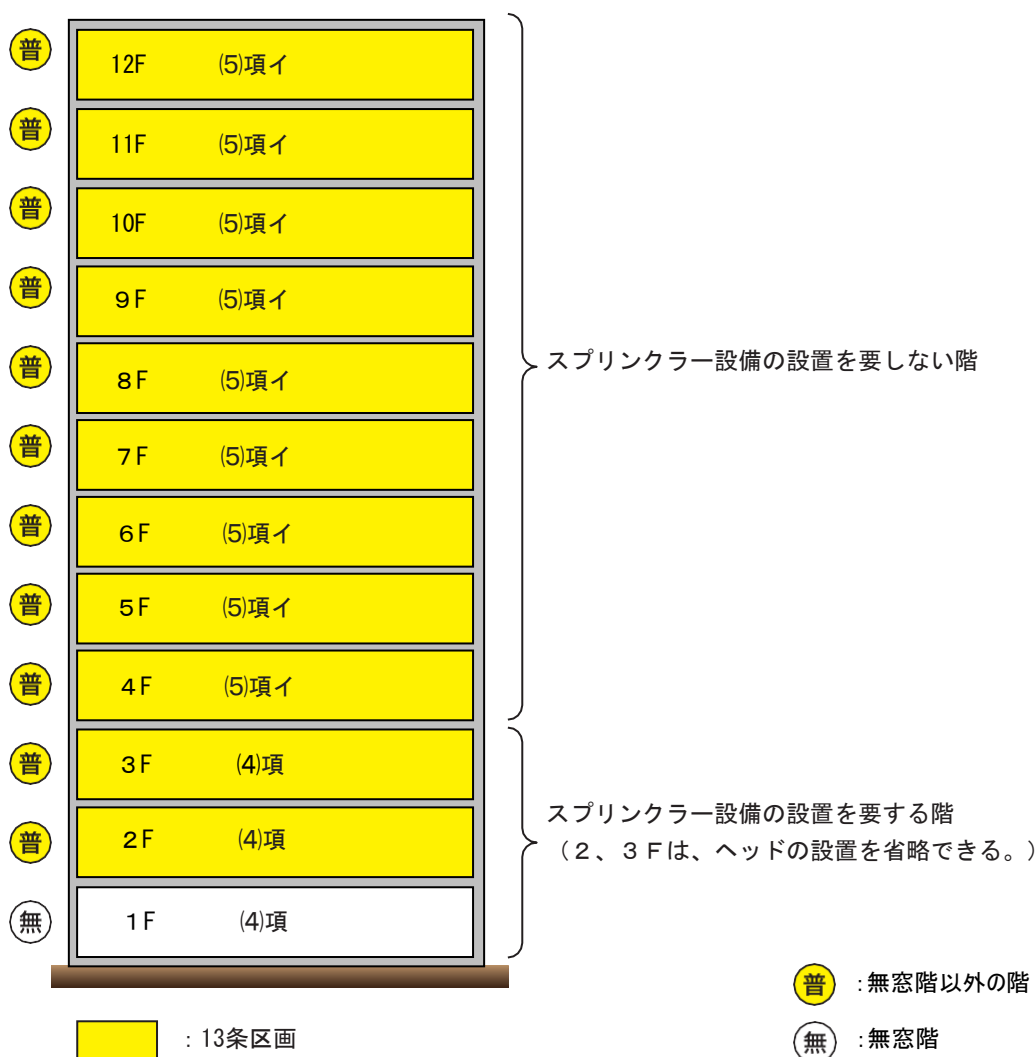 普 12F ⑸項イ
普 11F ⑸項イ
普 10F ⑸項イ
普 9F ⑸項イ
普 8F ⑸項イ
普 7F ⑸項イ
普 6F ⑸項イ
普 5F ⑸項イ
普 4F ⑸項イ
スプリンクラー設備の設置を要しない階
普 3F ⑷項
普 2F ⑷項
無 1F ⑷項
スプリンクラー設備の設置を要する階
(2、3Fは、ヘッドの設置を省略できる。)
普 :無窓階以外の階
:13条区画
無 :無窓階